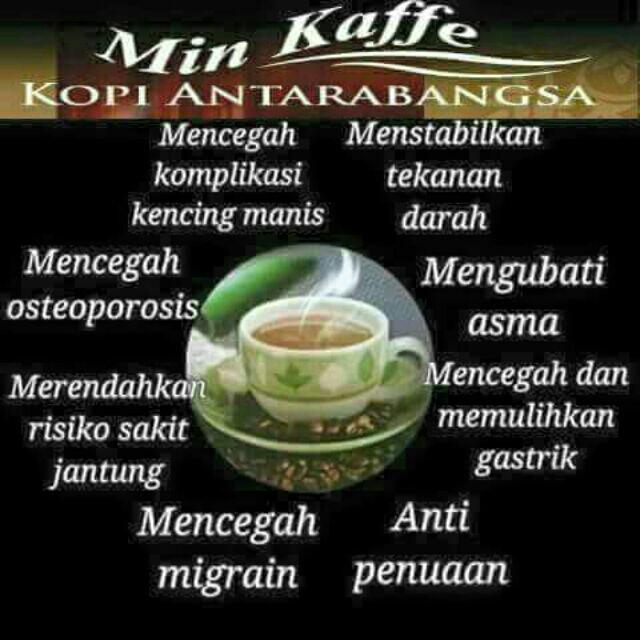 Min Kaffe
KOPI ANTARABANGSA
Mencegah
komplikasi
kencing manis
Menstabilkan
tekanan
darah
Mencegah
osteoporosis
Mengubati
asma
Merendahkan
risiko sakit
jantung
Mencegah dan
memulihkan
gastrik
Mencegah
migrain
Anti
penuaan